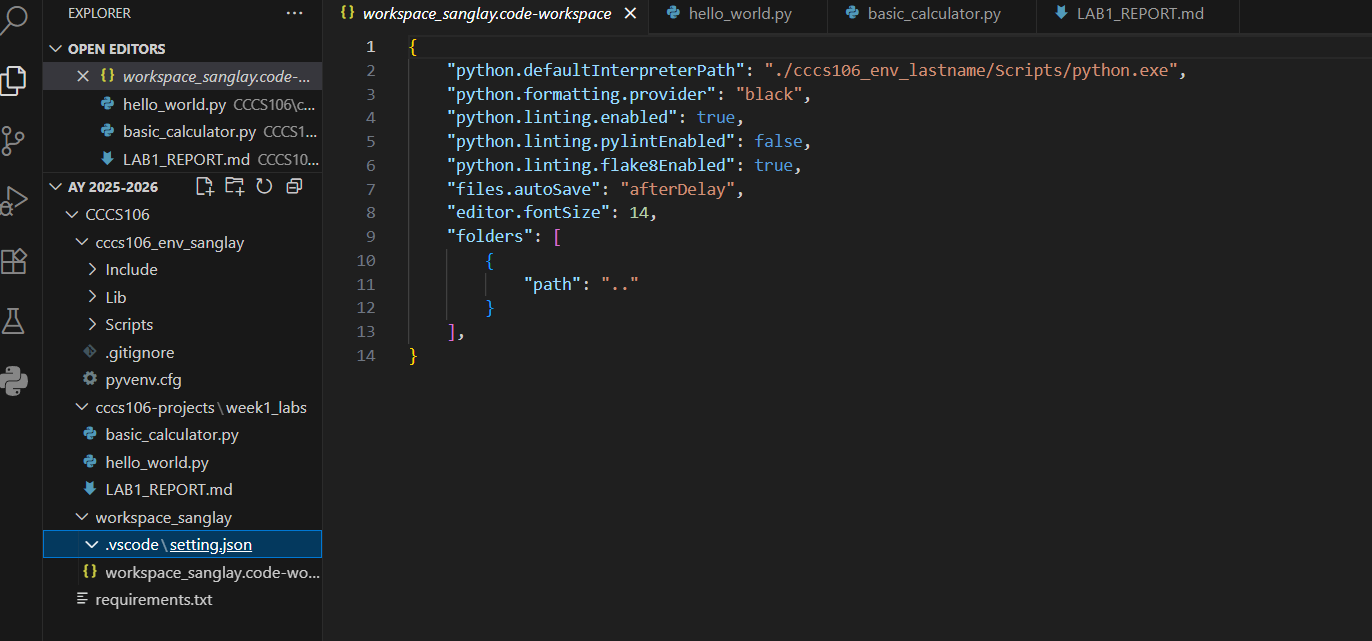 EXPLORER
OPEN EDITORS
workspace_sanglay.code-...
hello_world.py CCCS106\c...
basic_calculator.py CCCS1...
LAB1_REPORT.md CCCS10...
AY 2025-2026
CCCS106
cccs106_env_sanglay
Include
Lib
Scripts
.gitignore
pyvenv.cfg
cccs106-projects\week1_labs
basic_calculator.py
hello_world.py
LAB1_REPORT.md
workspace_sanglay
.vscode\setting.json
{} workspace_sanglay.code-wo...
requirements.txt
{} workspace_sanglay.code-workspace
hello_world.py
basic_calculator.py
LAB1_REPORT.md
1 {
2 "python.defaultInterpreterPath": "./cccs106_env_lastname/Scripts/python.exe",
3 "python.formatting.provider": "black",
4 "python.linting.enabled": true,
5 "python.linting.pylintEnabled": false,
6 "python.linting.flake8Enabled": true,
7 "files.autoSave": "afterDelay",
8 "editor.fontSize": 14,
9 "folders": [
10 {
11 "path": ".."
12 }
13 ],
14 }